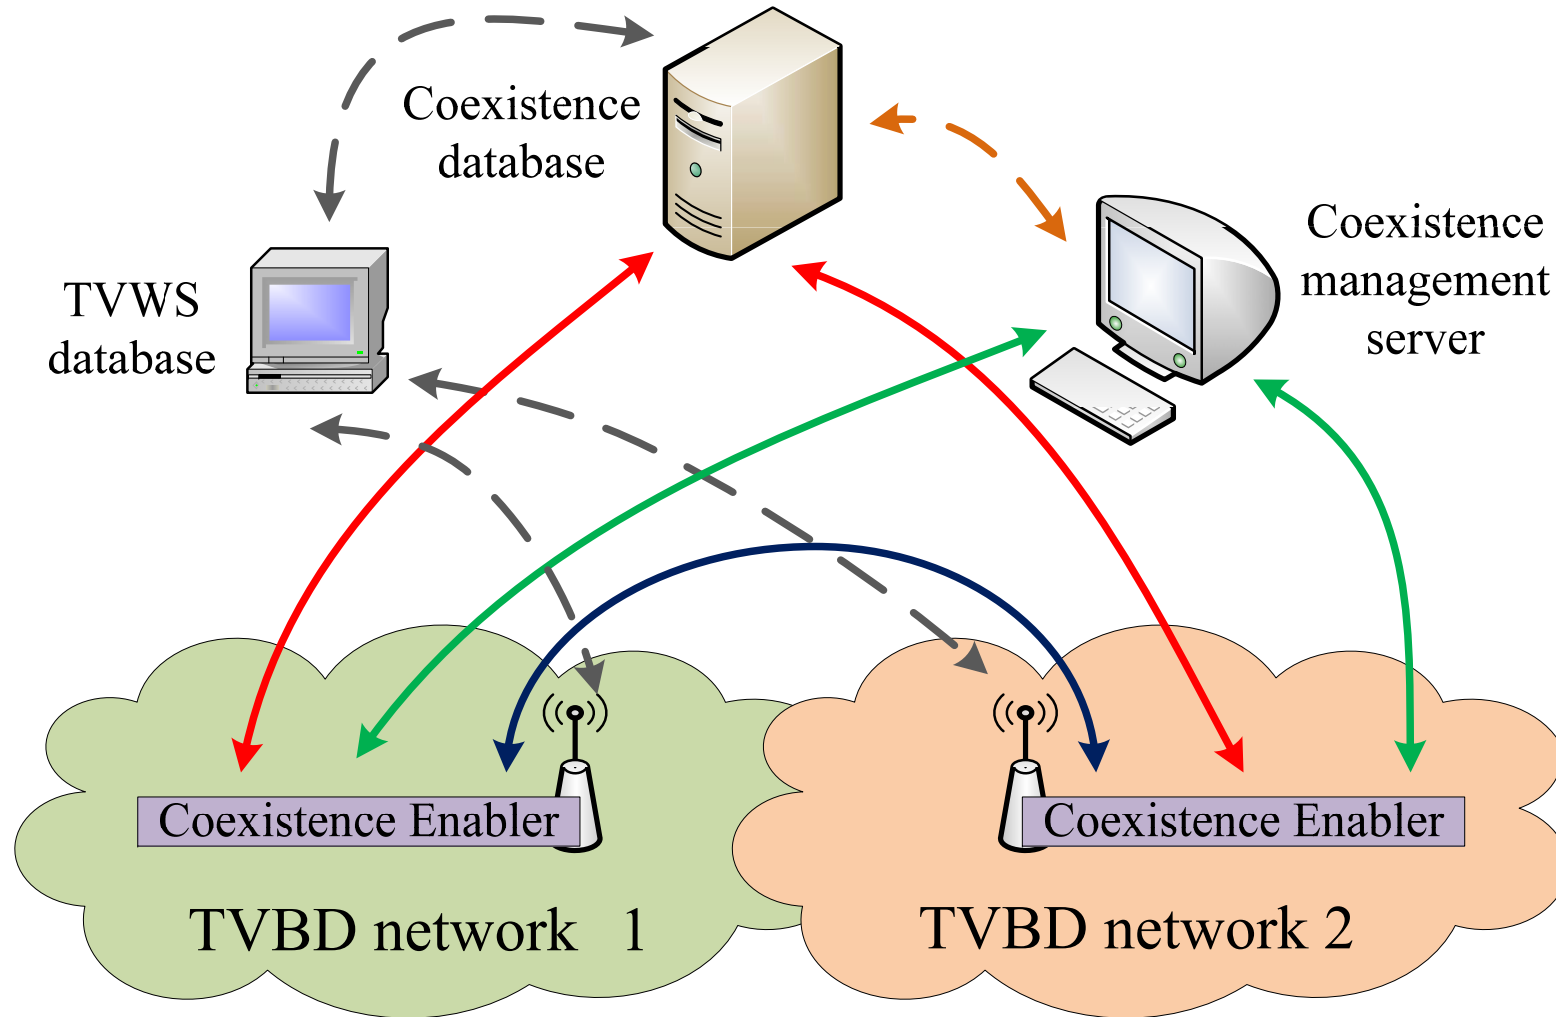 Coexistence
database
TVWS
database
Coexistence
management
server
Coexistence Enabler
Coexistence Enabler
TVBD network 1
TVBD network 2